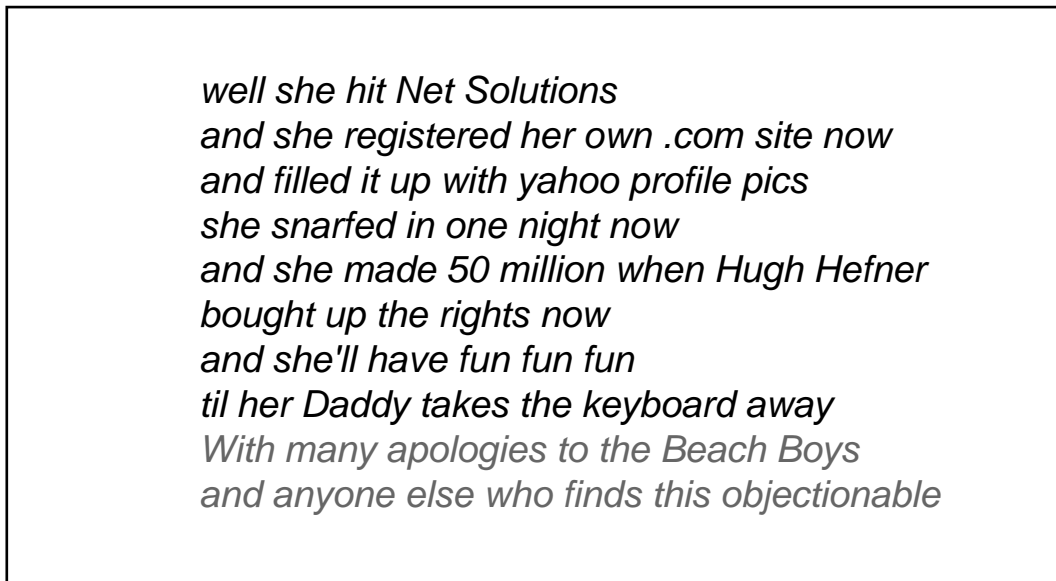 well she hit Net Solutions
and she registered her own .com site now
and filled it up with yahoo profile pics
she snarfed in one night now
and she made 50 million when Hugh Hefner
bought up the rights now
and she'll have fun fun fun
til her Daddy takes the keyboard away
With many apologies to the Beach Boys
and anyone else who finds this objectionable